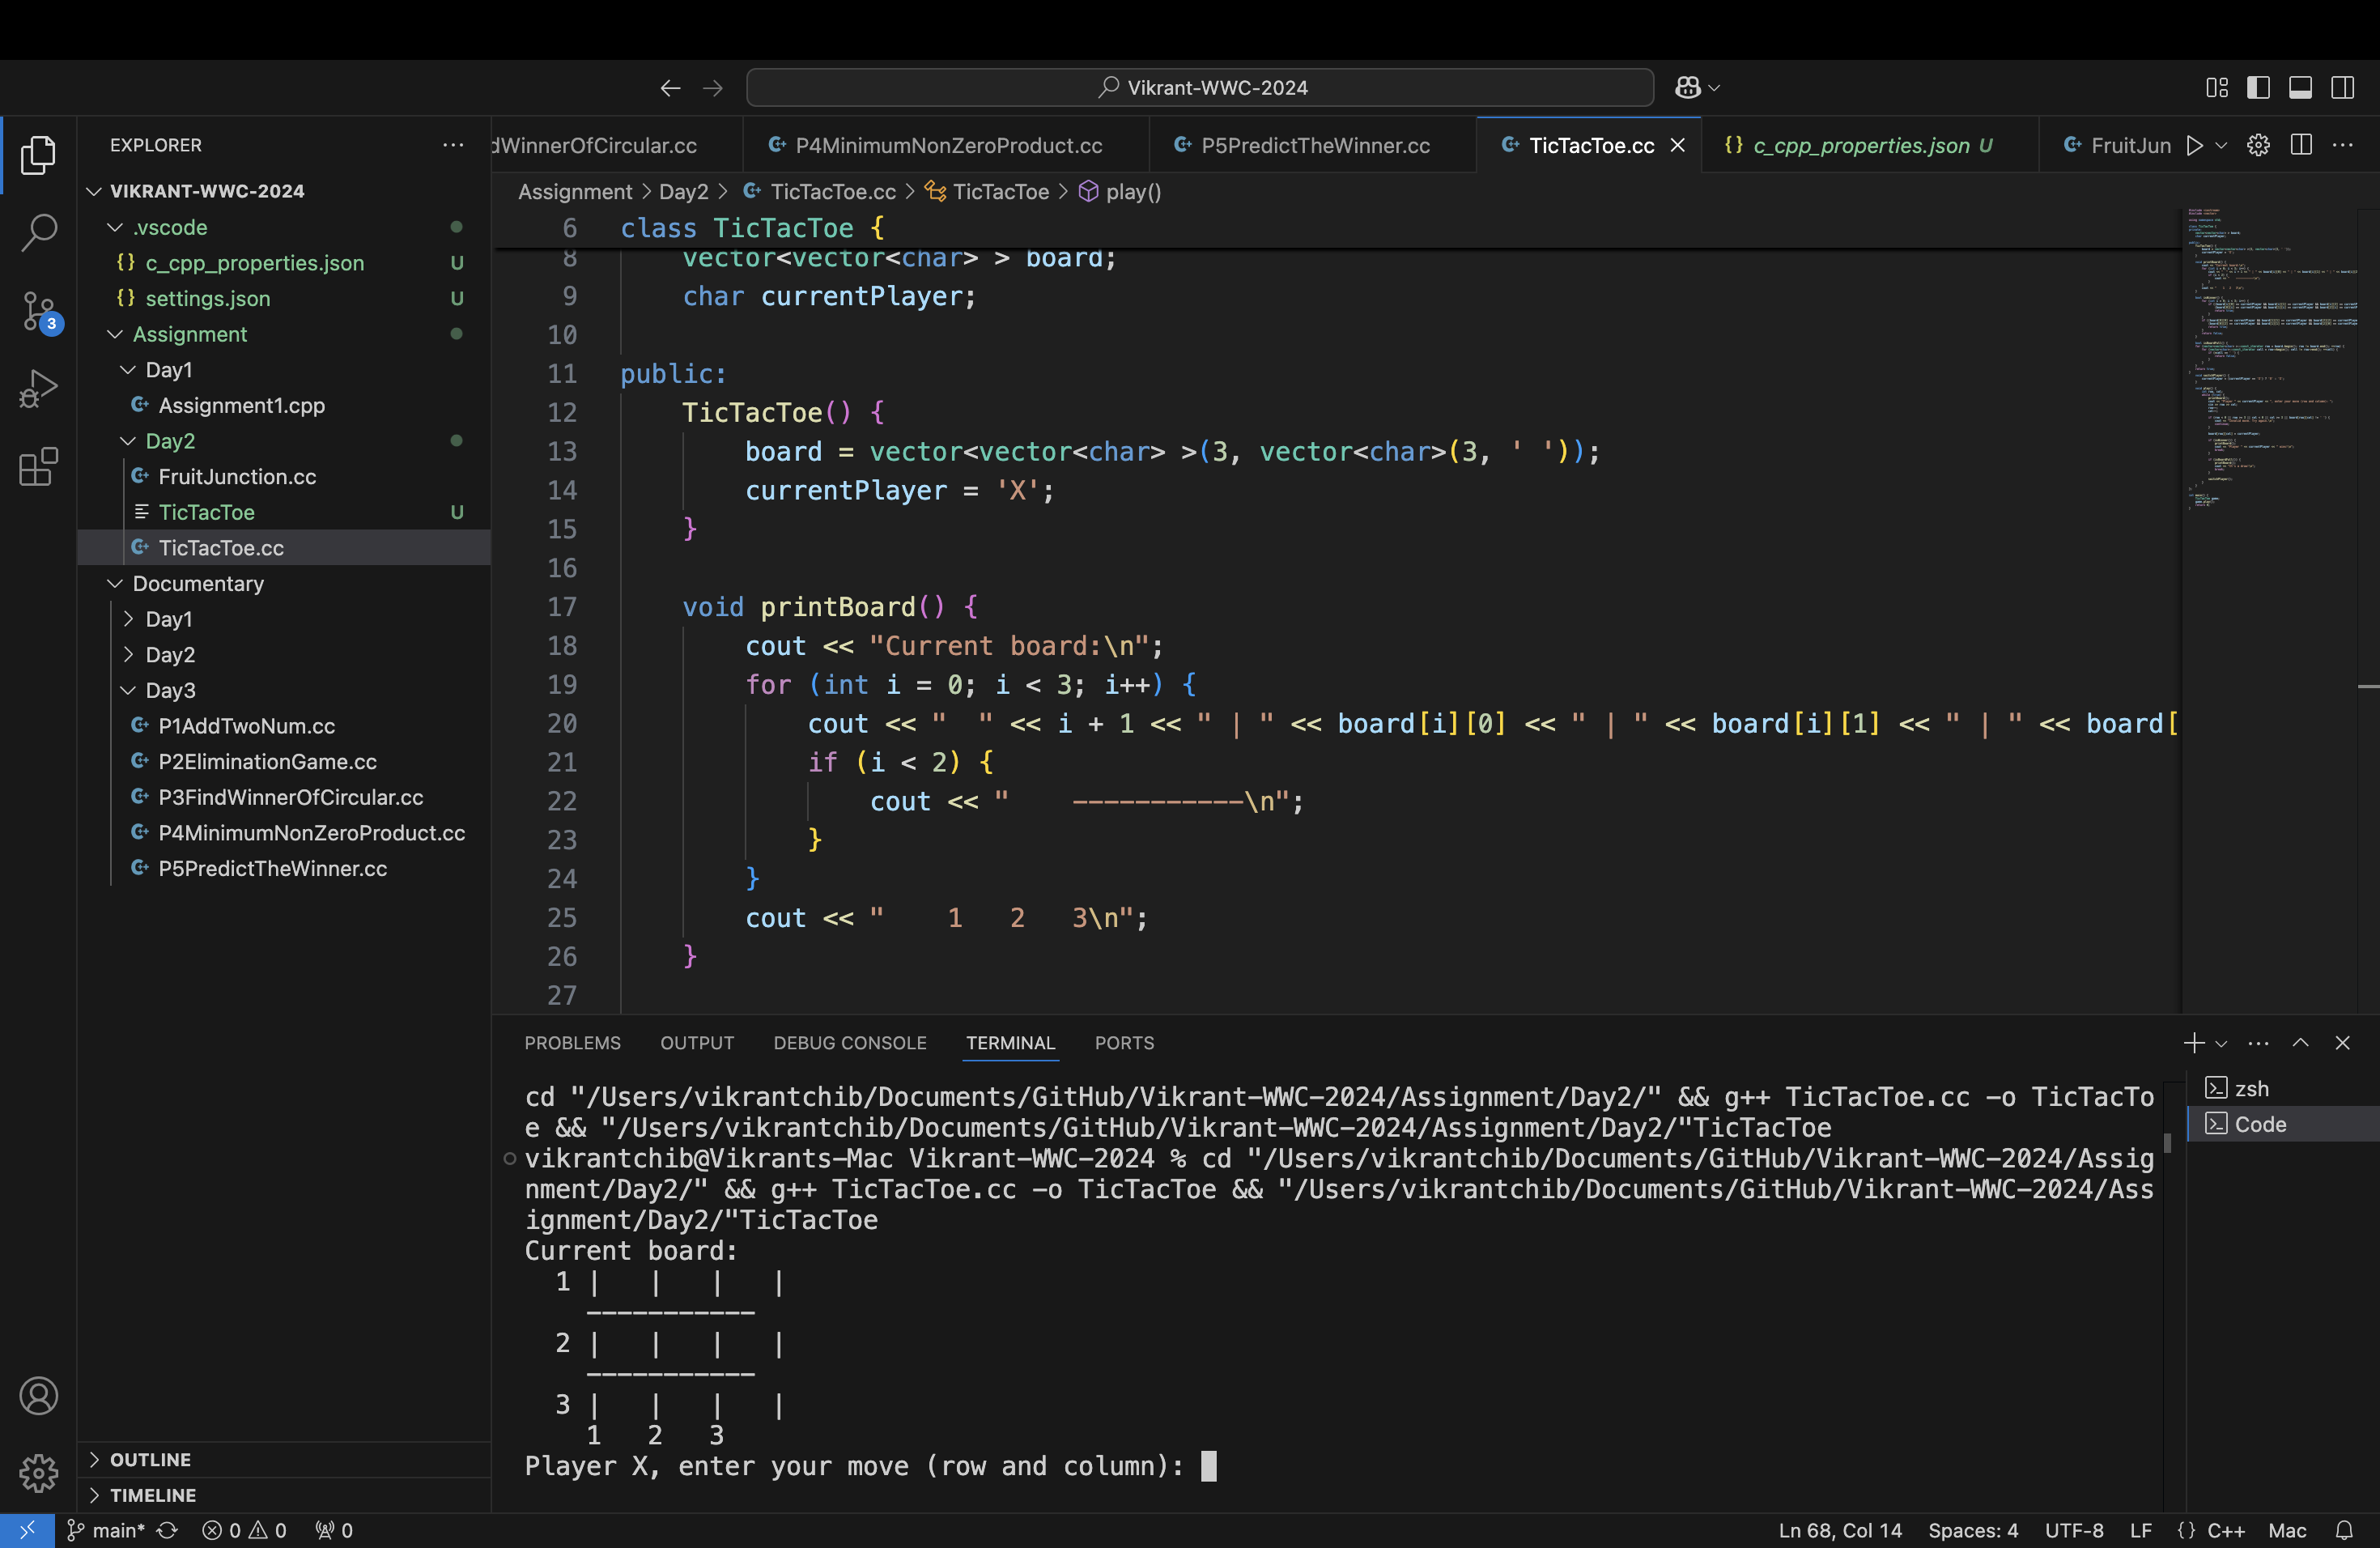 Vikrant-WWC-2024
EXPLORER
dWinnerOfCircular.cc
P4MinimumNonZeroProduct.cc
P5PredictTheWinner.cc
TicTacToe.cc
{} c_cpp_properties.json U
FruitJun
VIKRANT-WWC-2024
.vscode
{} c_cpp_properties.json U
{} settings.json U
3
Assignment
Day1
Assignment1.cpp
Day2
FruitJunction.cc
TicTacToe U
TicTacToe.cc
Documentary
Day1
Day2
Day3
P1AddTwoNum.cc
P2EliminationGame.cc
P3FindWinnerOfCircular.cc
P4MinimumNonZeroProduct.cc
P5PredictTheWinner.cc
OUTLINE
TIMELINE
Assignment > Day2 > TicTacToe.cc > TicTacToe > play()
6 class TicTacToe {
8 vector<vector<char> > board;
9 char currentPlayer;
10
11 public:
12 TicTacToe() {
13 board = vector<vector<char> >(3, vector<char>(3, ' '));
14 currentPlayer = 'X';
15 }
16
17 void printBoard() {
18 cout << "Current board:\n";
19 for (int i = 0; i < 3; i++) {
20 cout << "  " << i + 1 << " | " << board[i][0] << " | " << board[i][1] << " | " << board[
21 if (i < 2) {
22 cout << "    -----------\n";
23 }
24 }
25 cout << "    1   2   3\n";
26 }
27
PROBLEMS OUTPUT DEBUG CONSOLE TERMINAL PORTS
zsh
Code
cd "/Users/vikrantchib/Documents/GitHub/Vikrant-WWC-2024/Assignment/Day2/" && g++ TicTacToe.cc -o TicTacTo
e && "/Users/vikrantchib/Documents/GitHub/Vikrant-WWC-2024/Assignment/Day2/"TicTacToe
vikrantchib@Vikrants-Mac Vikrant-WWC-2024 % cd "/Users/vikrantchib/Documents/GitHub/Vikrant-WWC-2024/Assig
nment/Day2/" && g++ TicTacToe.cc -o TicTacToe && "/Users/vikrantchib/Documents/GitHub/Vikrant-WWC-2024/Ass
ignment/Day2/"TicTacToe
Current board:
  1 |   |   |   |
    -----------
  2 |   |   |   |
    -----------
  3 |   |   |   |
    1   2   3
Player X, enter your move (row and column):
main* 0 0 0
Ln 68, Col 14 Spaces: 4 UTF-8 LF {} C++ Mac